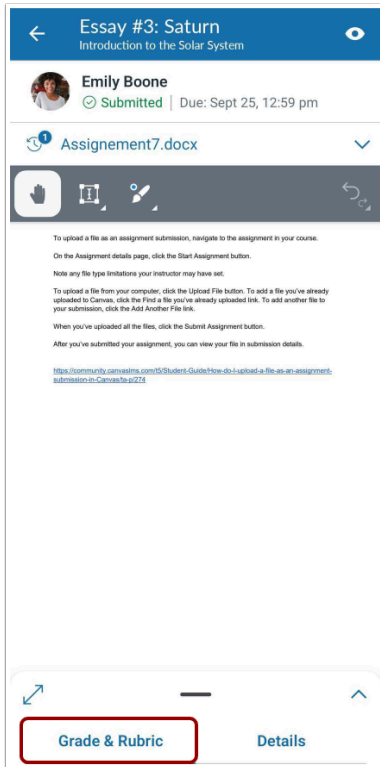 Essay #3: Saturn
Introduction to the Solar System
Emily Boone
Submitted | Due: Sept 25, 12:59 pm
1
Assignement7.docx
To upload a file as an assignment submission, navigate to the assignment in your course.
On the Assignment details page, click the Start Assignment button.
Note any file type limitations your instructor may have set.
To upload a file from your computer, click the Upload File button. To add a file you've already
uploaded to Canvas, click the Find a file you've already uploaded link. To add another file to
your submission, click the Add Another File link.
When you've uploaded all the files, click the Submit Assignment button.
After you've submitted your assignment, you can view your file in submission details.
https://community.canvaslms.com/t5/Student-Guide/How-do-I-upload-a-file-as-an-assignment-
submission-in-Canvas/ta-p/274
Grade & Rubric
Details